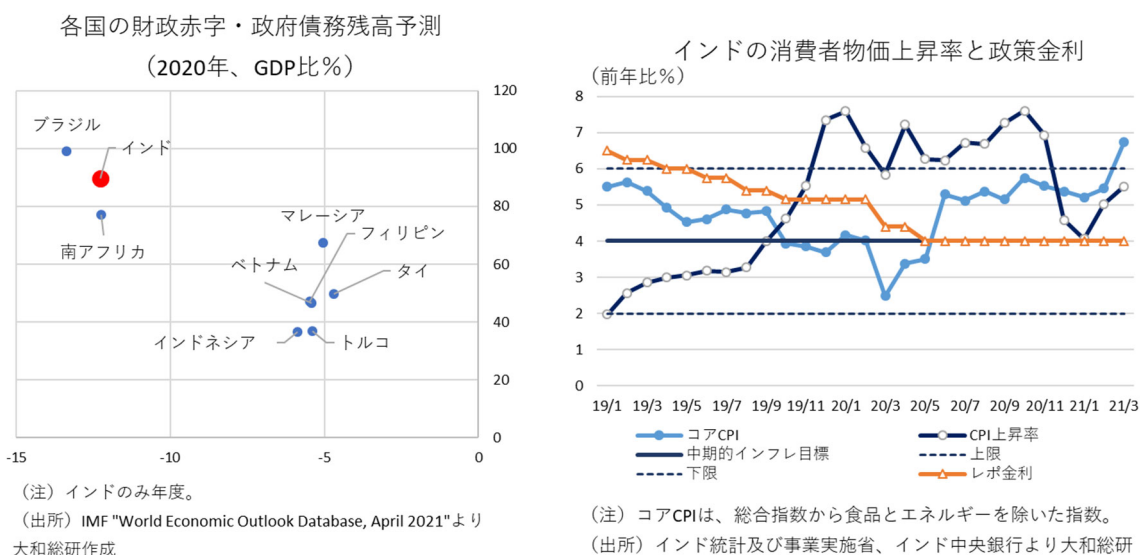 各国の財政赤字・政府債務残高予測
（2020年、GDP比％）
120
100
80
60
40
20
0
ブラジル
インド
南アフリカ
マレーシア
フィリピン
ベトナム
タイ
インドネシア
トルコ
-15 -10 -5 0
（注）インドのみ年度。
（出所）IMF "World Economic Outlook Database, April 2021"より
大和総研作成
インドの消費者物価上昇率と政策金利
（前年比％）
8
7
6
5
4
3
2
1
0
19/1 19/3 19/5 19/7 19/9 19/11 20/1 20/3 20/5 20/7 20/9 20/11 21/1 21/3
コアCPI CPI上昇率
中期的インフレ目標 上限
下限 レポ金利
（注）コアCPIは、総合指数から食品とエネルギーを除いた指数。
（出所）インド統計及び事業実施省、インド中央銀行より大和総研